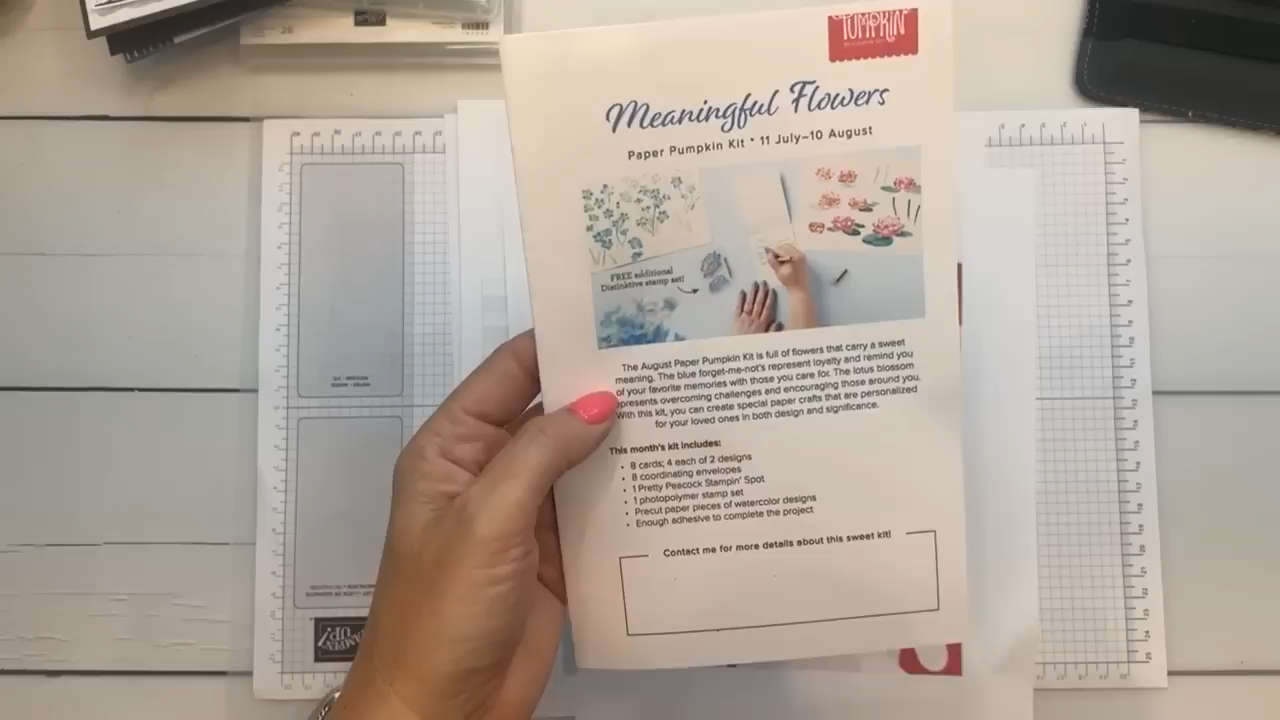 PUMPKIN
Meaningful Flowers
Paper Pumpkin Kit • 11 July–10 August
FREE additional
Distinktive stamp set!
The August Paper Pumpkin Kit is full of flowers that carry a sweet
meaning. The blue forget-me-not's represent loyalty and remind you
of your favorite memories with those you care for. The lotus blossom
presents overcoming challenges and encouraging those around you.
With this kit, you can create special paper crafts that are personalized
for your loved ones in both design and significance.
This month's kit includes:
• 8 cards; 4 each of 2 designs
• 8 coordinating envelopes
• 1 Pretty Peacock Stampin' Spot
• 1 photopolymer stamp set
• Precut paper pieces of watercolor designs
• Enough adhesive to complete the project
Contact me for more details about this sweet kit!
STAMPIN' UP!